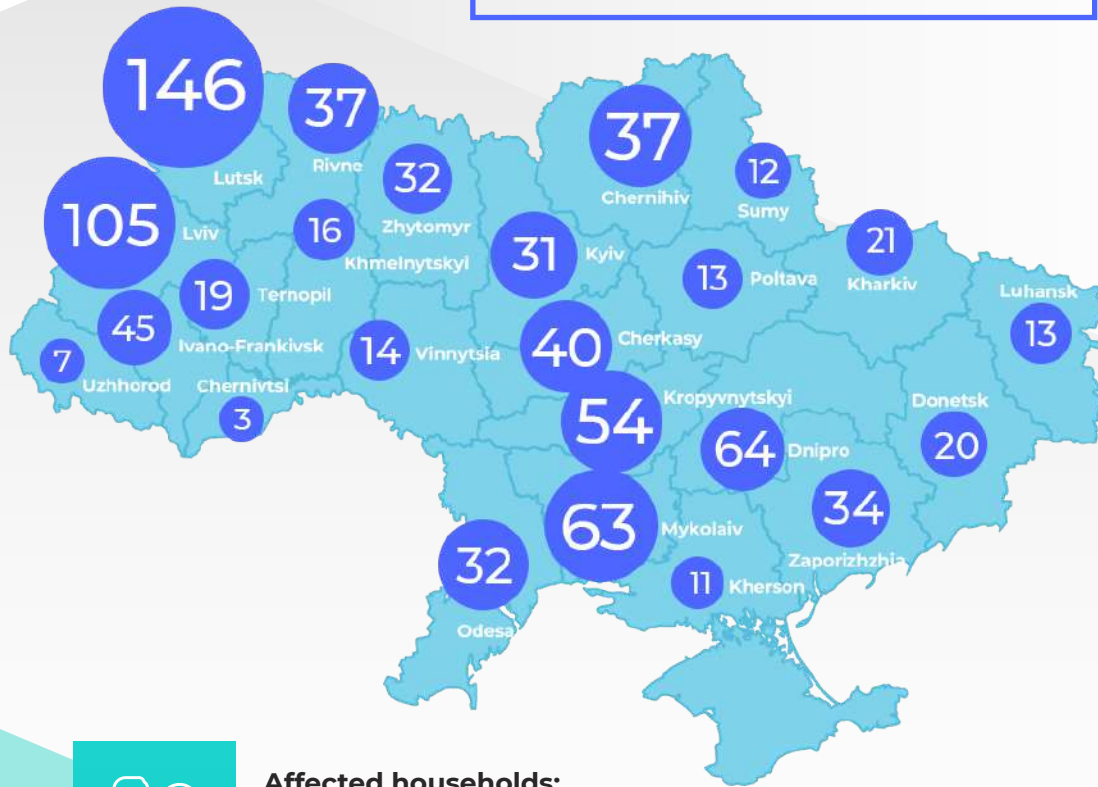 146
Lutsk
37
Rivne
32
Zhytomyr
37
Chernihiv
12
Sumy
105
Lviv
16
Khmelnytskyi
31
Kyiv
13
Poltava
21
Kharkiv
Luhansk
13
19
Ternopil
45
Ivano-Frankivsk
7
Uzhhorod
Chernivtsi
3
14
Vinnytsia
40
Cherkasy
54
Kropyvnytskyi
64
Dnipro
Donetsk
20
34
Zaporizhzhia
63
Mykolaiv
11
Kherson
32
Odesa
Affected households: